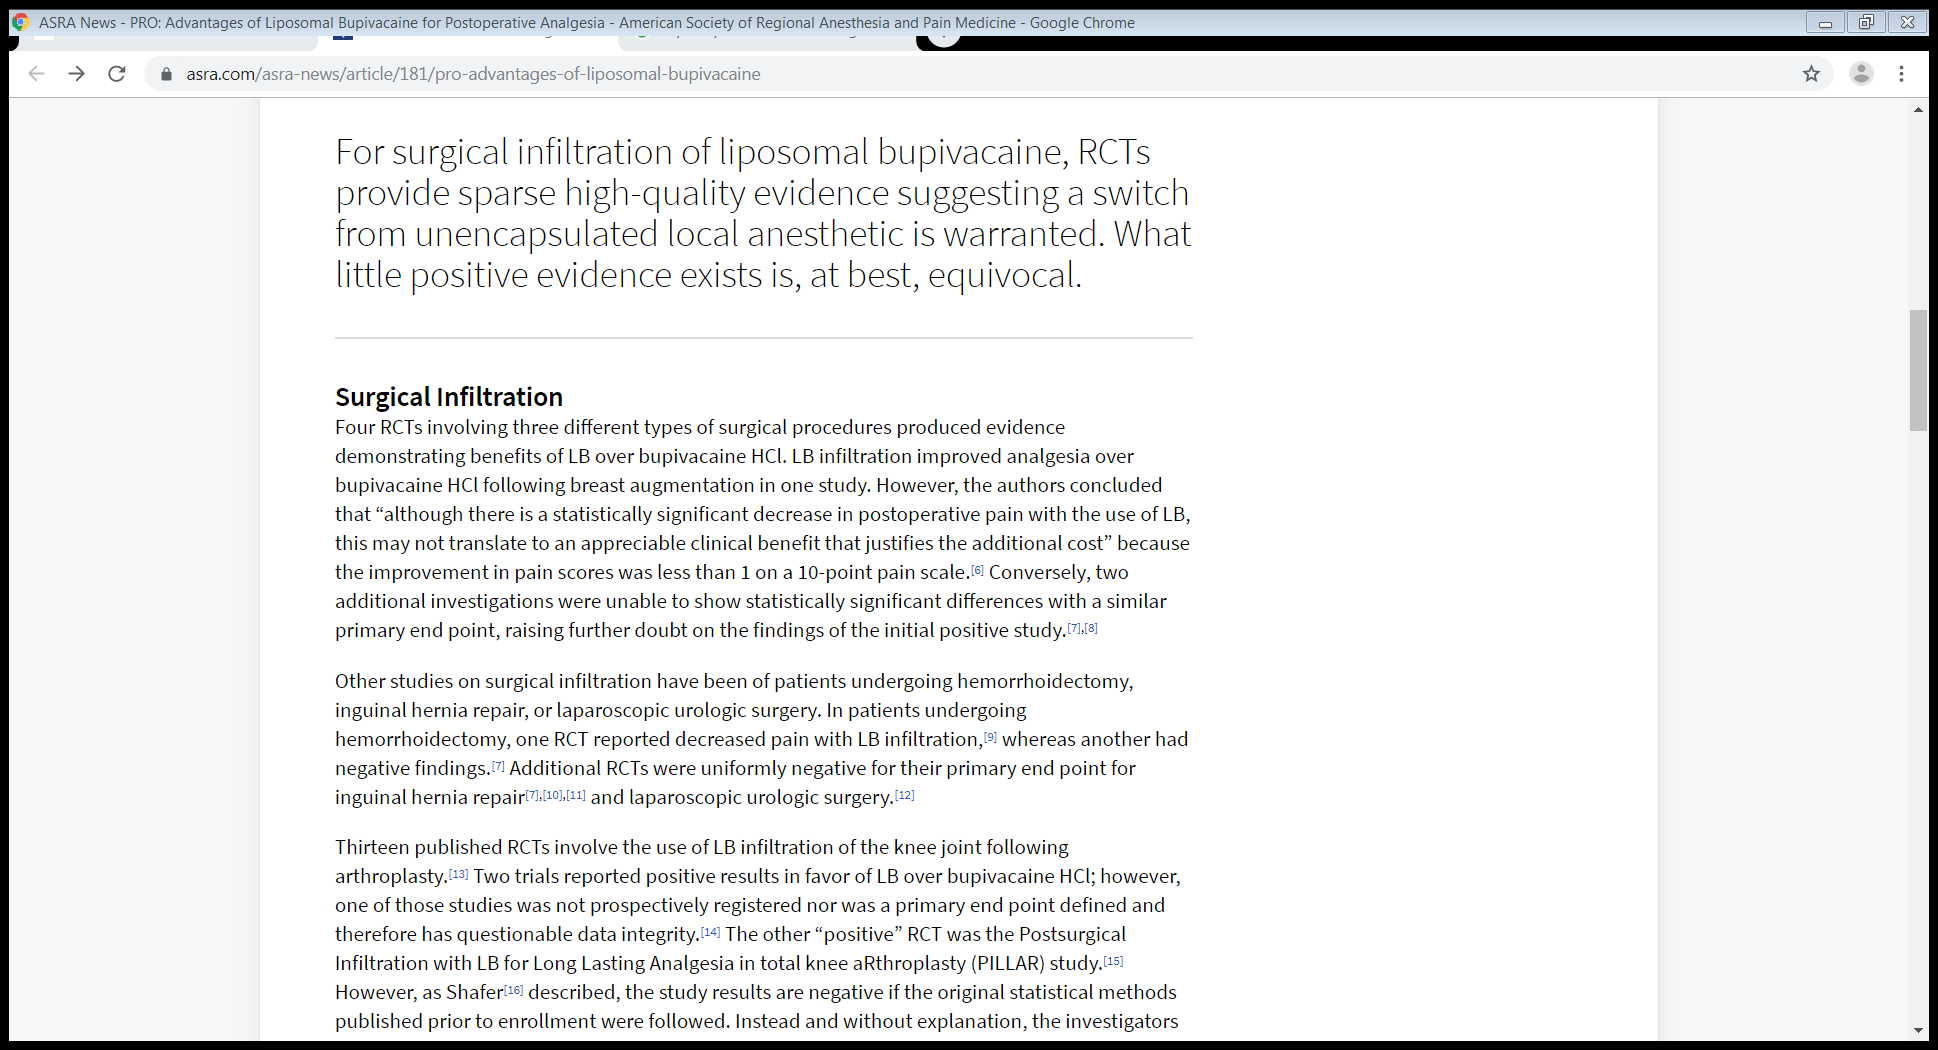 ASRA News - PRO: Advantages of Liposomal Bupivacaine for Postoperative Analgesia - American Society of Regional Anesthesia and Pain Medicine - Google Chrome
asra.com/asra-news/article/181/pro-advantages-of-liposomal-bupivacaine
For surgical infiltration of liposomal bupivacaine, RCTs
provide sparse high-quality evidence suggesting a switch
from unencapsulated local anesthetic is warranted. What
little positive evidence exists is, at best, equivocal.
Surgical Infiltration
Four RCTs involving three different types of surgical procedures produced evidence
demonstrating benefits of LB over bupivacaine HCl. LB infiltration improved analgesia over
bupivacaine HCl following breast augmentation in one study. However, the authors concluded
that “although there is a statistically significant decrease in postoperative pain with the use of LB,
this may not translate to an appreciable clinical benefit that justifies the additional cost” because
the improvement in pain scores was less than 1 on a 10-point pain scale.[6] Conversely, two
additional investigations were unable to show statistically significant differences with a similar
primary end point, raising further doubt on the findings of the initial positive study.[7],[8]
Other studies on surgical infiltration have been of patients undergoing hemorrhoidectomy,
inguinal hernia repair, or laparoscopic urologic surgery. In patients undergoing
hemorrhoidectomy, one RCT reported decreased pain with LB infiltration,[9] whereas another had
negative findings.[7] Additional RCTs were uniformly negative for their primary end point for
inguinal hernia repair[7],[10],[11] and laparoscopic urologic surgery.[12]
Thirteen published RCTs involve the use of LB infiltration of the knee joint following
arthroplasty.[13] Two trials reported positive results in favor of LB over bupivacaine HCl; however,
one of those studies was not prospectively registered nor was a primary end point defined and
therefore has questionable data integrity.[14] The other “positive” RCT was the Postsurgical
Infiltration with LB for Long Lasting Analgesia in total knee aRthroplasty (PILLAR) study.[15]
However, as Shafer[16] described, the study results are negative if the original statistical methods
published prior to enrollment were followed. Instead and without explanation, the investigators